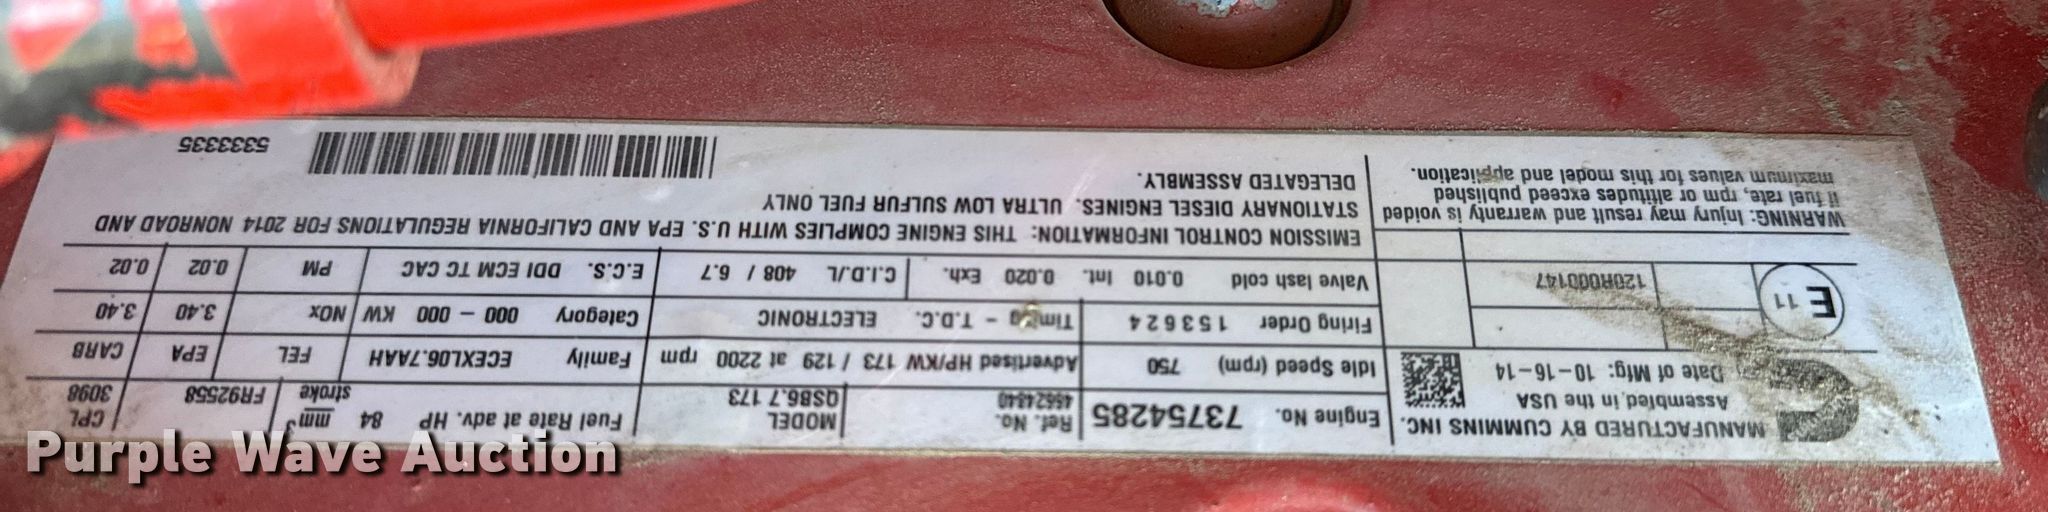 MANUFACTURED BY CUMMINS INC.
Assembled in the USA
Date of Mfg: 10-16-14
E 11
120R000147
WARNING: Injury may result and warranty is voided
if fuel rate, rpm or altitudes exceed published
maximum values for this model and application.
Engine No. 73754285
Ref. No.
MODEL
QSB6.7 173
Fuel Rate at adv. HP 84 mm³ stroke
FR92558
CPL
3098
Idle Speed (rpm) 750
Advertised HP/KW 173 / 129 at 2200 rpm
Family ECEXL06.7AAH
FEL EPA CARB
Firing Order 1 5 3 6 2 4
Timing - T.D.C. ELECTRONIC
Category 000 - 000 KW
NOx 3.40 3.40
Valve lash cold 0.010 Int. 0.020 Exh.
C.I.D./L 408 / 6.7
E.C.S. DDI ECM TC CAC
PM 0.02 0.02
EMISSION CONTROL INFORMATION: THIS ENGINE COMPLIES WITH U.S. EPA AND CALIFORNIA REGULATIONS FOR 2014 NONROAD AND
STATIONARY DIESEL ENGINES. ULTRA LOW SULFUR FUEL ONLY
DELEGATED ASSEMBLY.
5333335
Purple Wave Auction